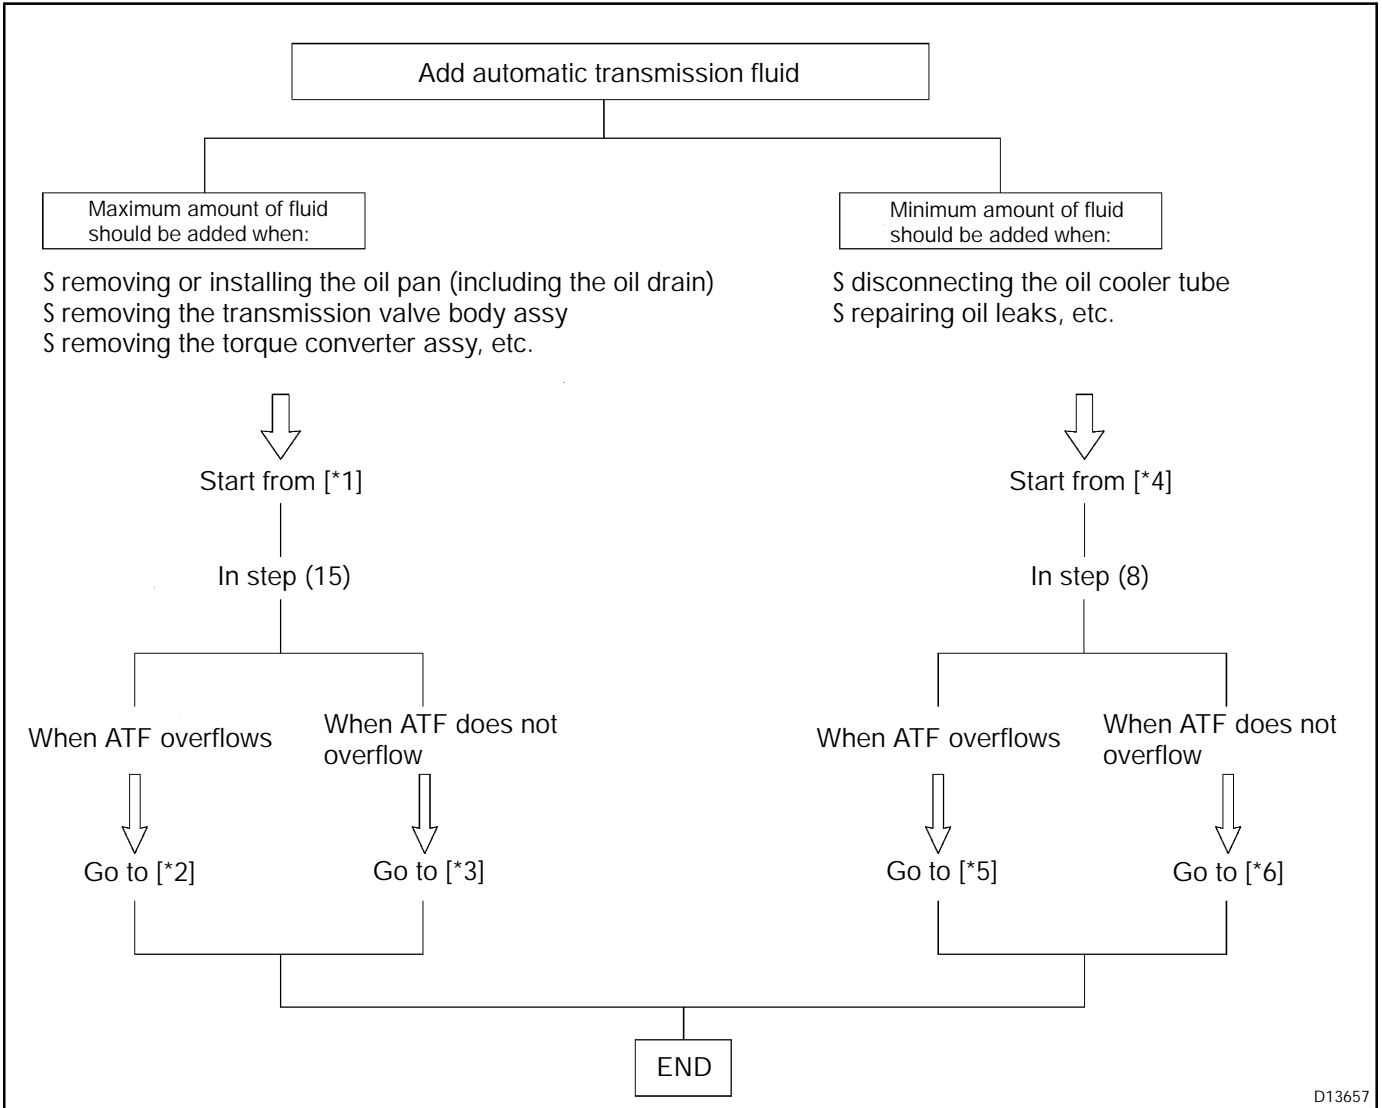 Add automatic transmission fluid
Maximum amount of fluid
should be added when:
S removing or installing the oil pan (including the oil drain)
S removing the transmission valve body assy
S removing the torque converter assy, etc.
Start from [*1]
In step (15)
When ATF overflows
When ATF does not
overflow
Go to [*2]
Go to [*3]
Minimum amount of fluid
should be added when:
S disconnecting the oil cooler tube
S repairing oil leaks, etc.
Start from [*4]
In step (8)
When ATF overflows
When ATF does not
overflow
Go to [*5]
Go to [*6]
END
D13657